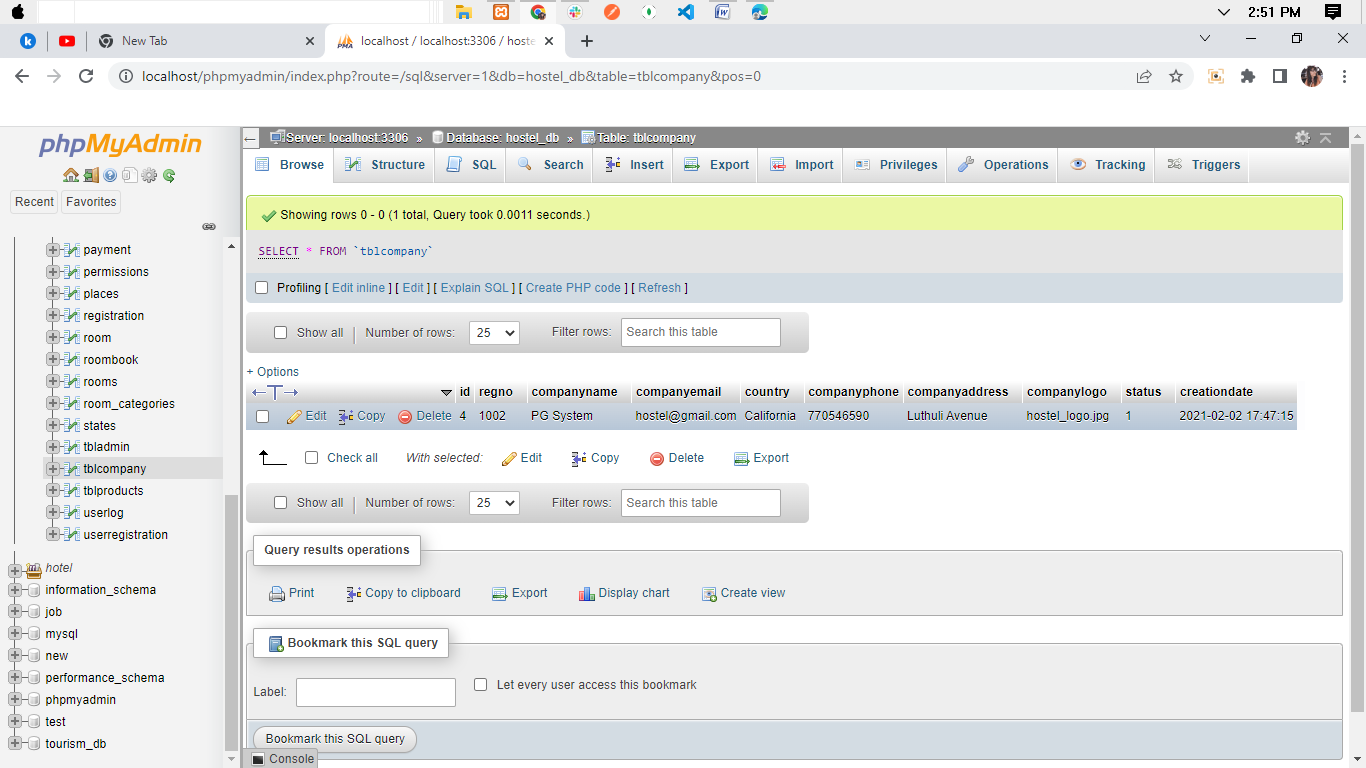 2:51 PM
New Tab
localhost / localhost:3306 / hoste
localhost/phpmyadmin/index.php?route=/sql&server=1&db=hostel_db&table=tblcompany&pos=0
phpMyAdmin
Recent Favorites
payment
permissions
places
registration
room
roombook
rooms
room_categories
states
tbladmin
tblcompany
tblproducts
userlog
userregistration
hotel
information_schema
job
mysql
new
performance_schema
phpmyadmin
test
tourism_db
Server: localhost:3306 » Database: hostel_db » Table: tblcompany
Browse Structure SQL Search Insert Export Import Privileges Operations Tracking Triggers
Showing rows 0 - 0 (1 total, Query took 0.0011 seconds.)
SELECT * FROM `tblcompany`
Profiling [ Edit inline ] [ Edit ] [ Explain SQL ] [ Create PHP code ] [ Refresh ]
Show all | Number of rows: 25 Filter rows: Search this table
+ Options
←T→ id regno companyname companyemail country companyphone companyaddress companylogo status creationdate
Edit Copy Delete 4 1002 PG System hostel@gmail.com California 770546590 Luthuli Avenue hostel_logo.jpg 1 2021-02-02 17:47:15
Check all With selected: Edit Copy Delete Export
Show all | Number of rows: 25 Filter rows: Search this table
Query results operations
Print Copy to clipboard Export Display chart Create view
Bookmark this SQL query
Label: Let every user access this bookmark
Bookmark this SQL query
Console